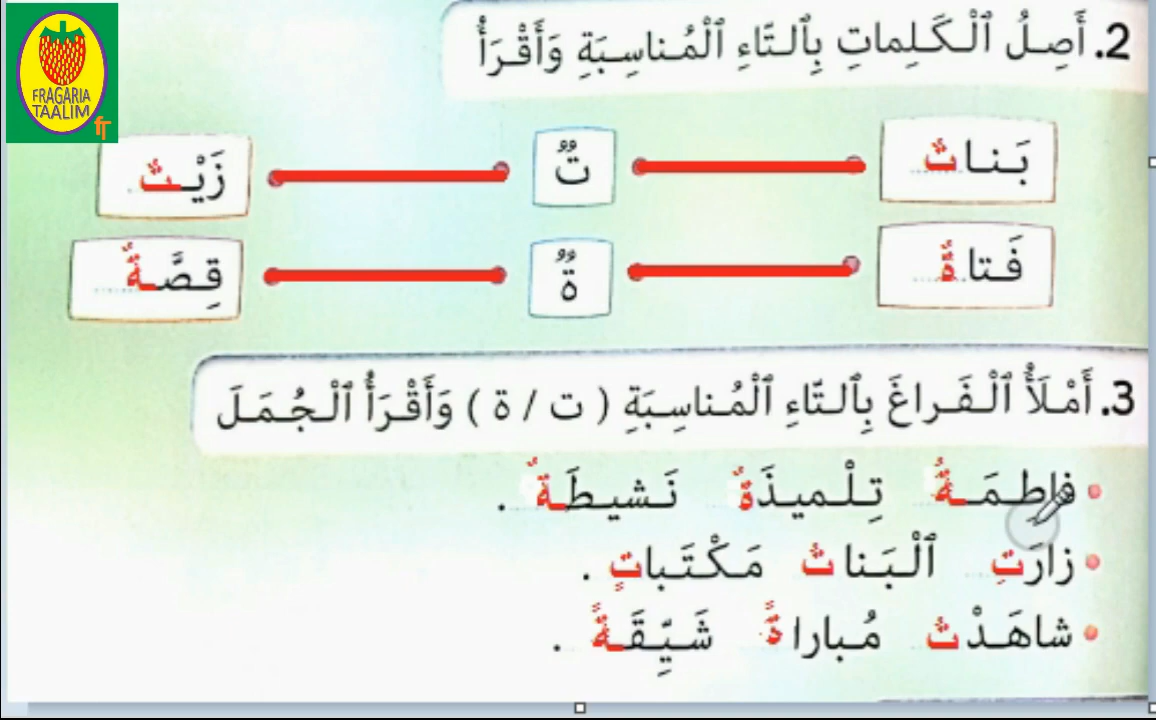 FRAGARIA
TAALIM
fT
2. أَصِلُ ٱلْكَلِماتِ بِٱلتَّاءِ ٱلْمُناسِبَةِ وَأَقْرَأُ
بَناتٌ تٌ زَيْتٌ
فَتاةٌ ةٌ قِصَّةٌ
3. أَمْلَأُ ٱلْفَراغَ بِٱلتّاءِ ٱلْمُناسِبَةِ ( ت / ة ) وَأَقْرَأُ ٱلْجُمَلَ
• فاطِمَةُ تِلْميذَةٌ نَشيطَةٌ .
• زارَتِ ٱلْبَناتُ مَكْتَباتٍ .
• شاهَدْتُ مُباراةً شَيِّقَةً .